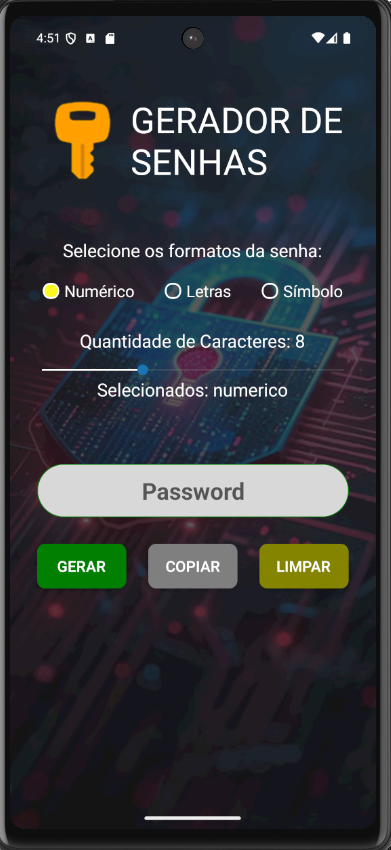 4:51
GERADOR DE
SENHAS
Selecione os formatos da senha:
Numérico Letras Símbolo
Quantidade de Caracteres: 8
Selecionados: numerico
Password
GERAR COPIAR LIMPAR